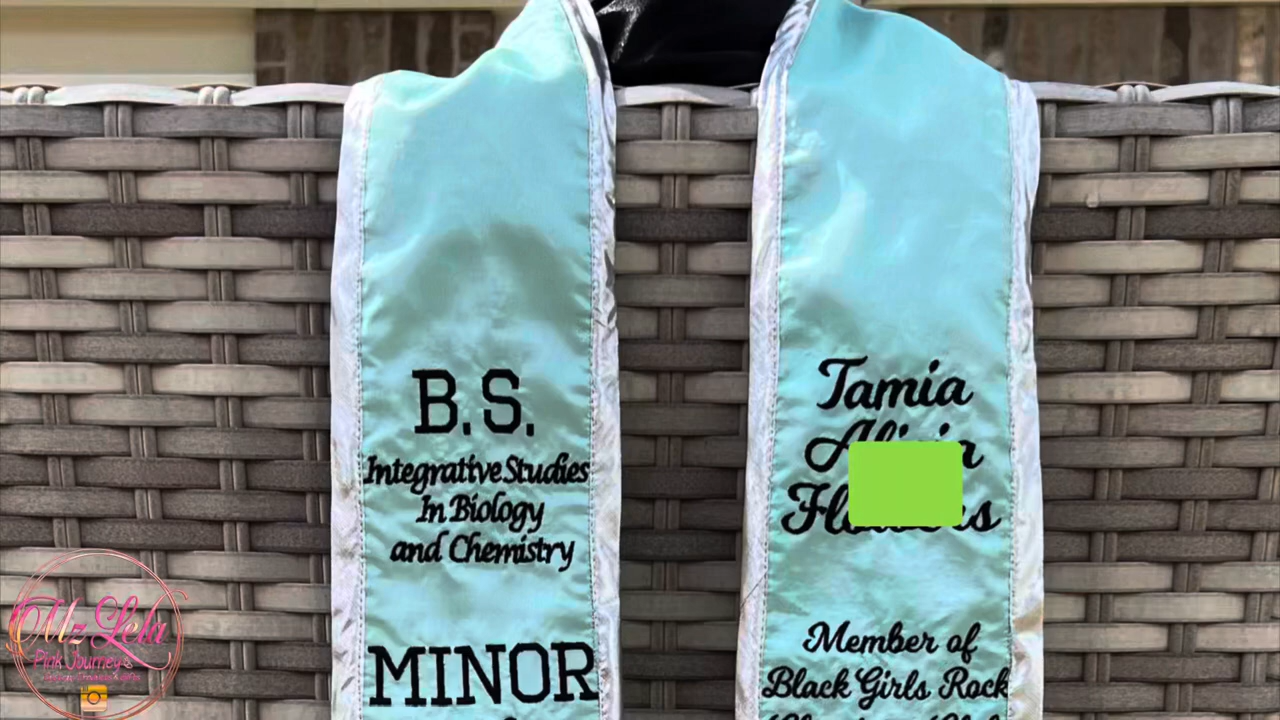 B.S.
Integrative Studies
In Biology
and Chemistry
MINOR
Tamia
Member of
Black Girls Rock
Mz Lela
Pink Journey